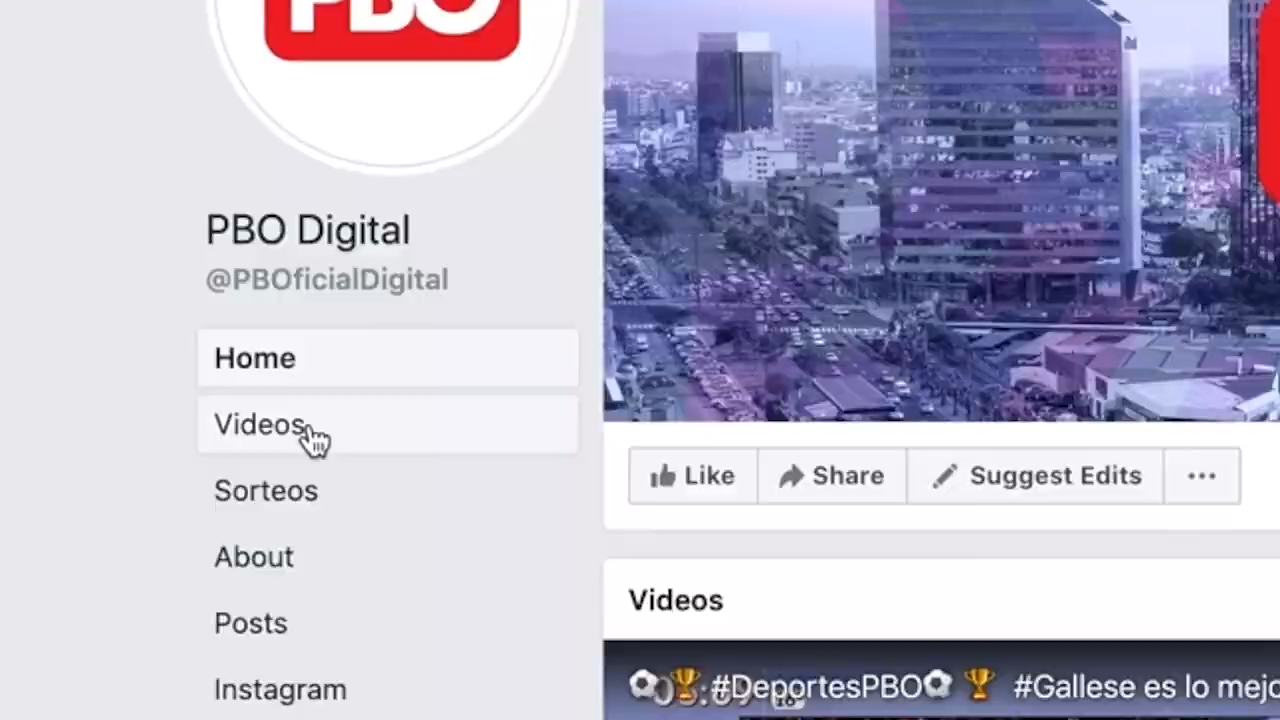 PBO
PBO Digital
@PBOficialDigital
Home
Videos
Sorteos
About
Posts
Instagram
Like
Share
Suggest Edits
Videos
#DeportesPBO #Gallese es lo mejo